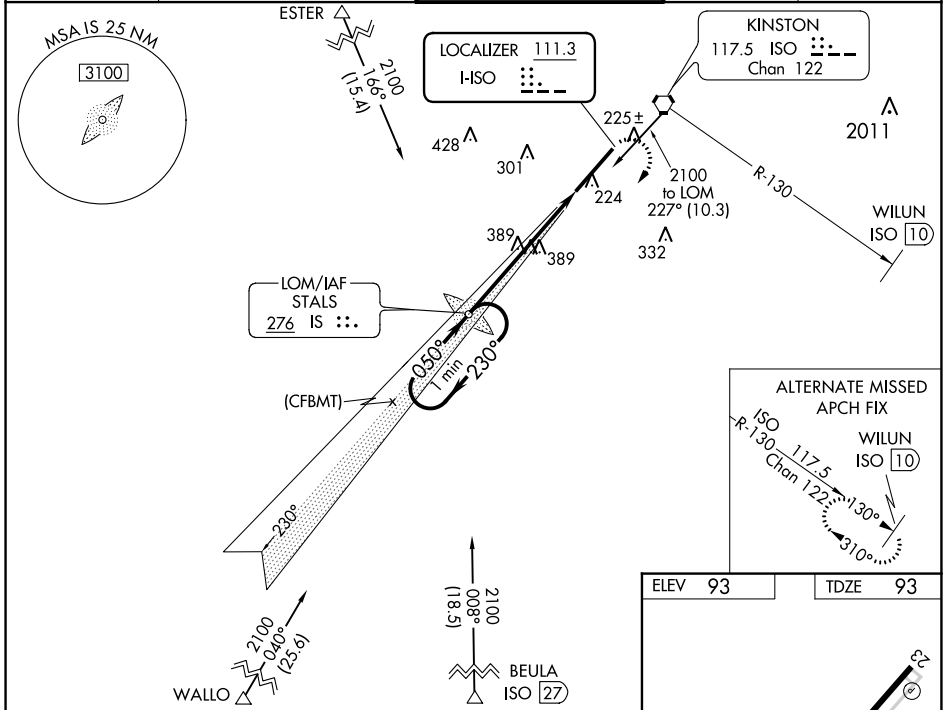 MSA IS 25 NM
3100
ESTER
2100
166°
(15.4)
LOCALIZER 111.3
I-ISO
KINSTON
117.5 ISO
Chan 122
2011
428
301
225±
224
2100
to LOM
227° (10.3)
R-130
WILUN
ISO 10
389
389
332
LOM/IAF
STALS
276 IS
050°
1 min
230°
(CFBMT)
230°
ALTERNATE MISSED
APCH FIX
ISO
R-130
117.5
Chan 122
WILUN
ISO 10
130°
310°
2100
040°
(25.6)
WALLO
2100
008°
(18.5)
BEULA
ISO 27
ELEV 93
TDZE 93
23